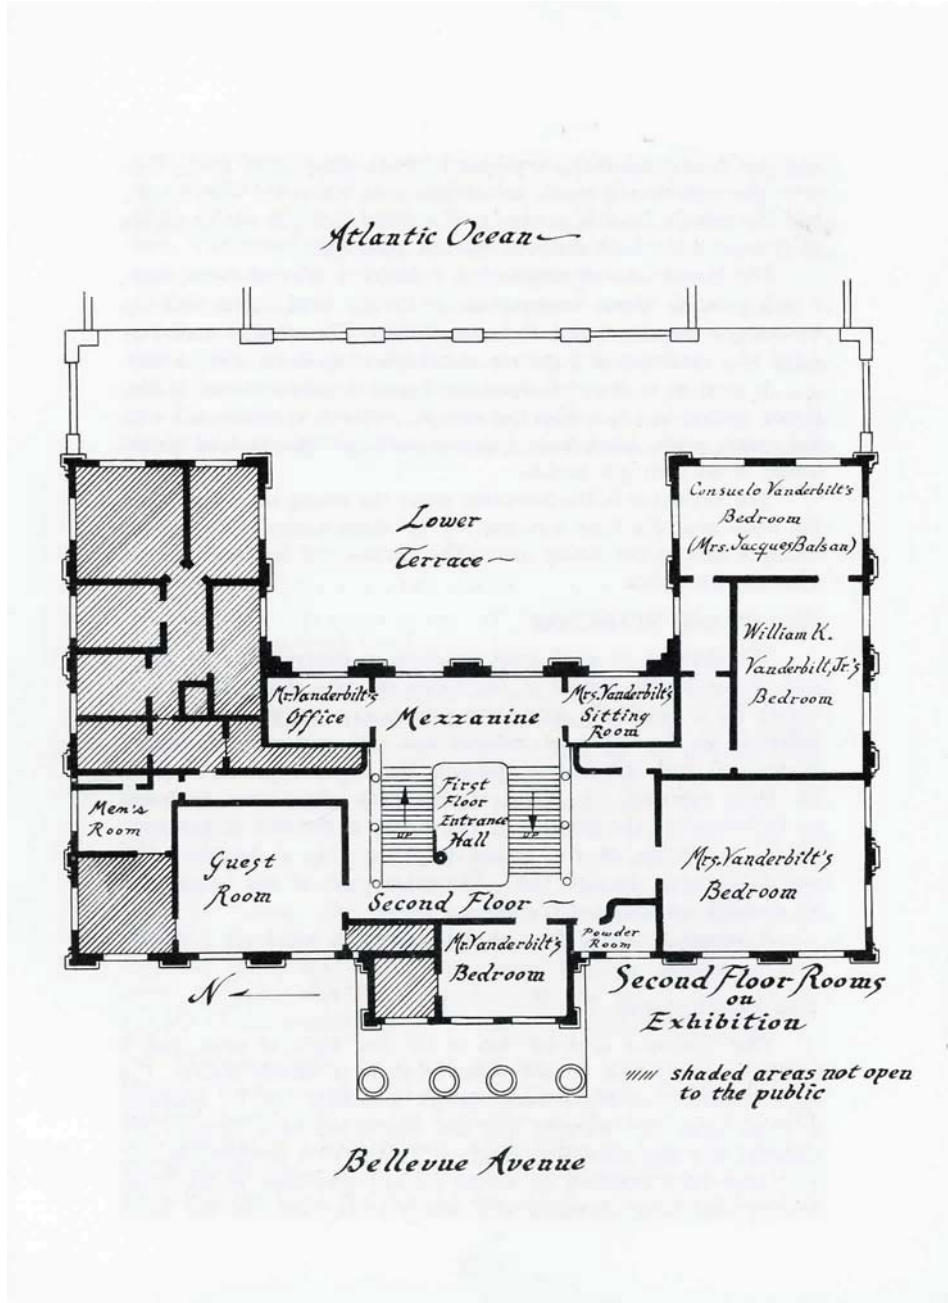 Atlantic Ocean
Lower
Terrace
Consuelo Vanderbilt's
Bedroom
(Mrs. Jacques Balsan)
William K.
Vanderbilt, Jr.'s
Bedroom
Mr. Vanderbilt's
Office
Mezzanine
Mrs. Vanderbilt's
Sitting
Room
First
Floor
Entrance
Hall
UP
UP
Men's
Room
Guest
Room
Mrs. Vanderbilt's
Bedroom
Second Floor
Powder
Room
Mr. Vanderbilt's
Bedroom
N
Second Floor Rooms
on
Exhibition
shaded areas not open
to the public
Bellevue Avenue